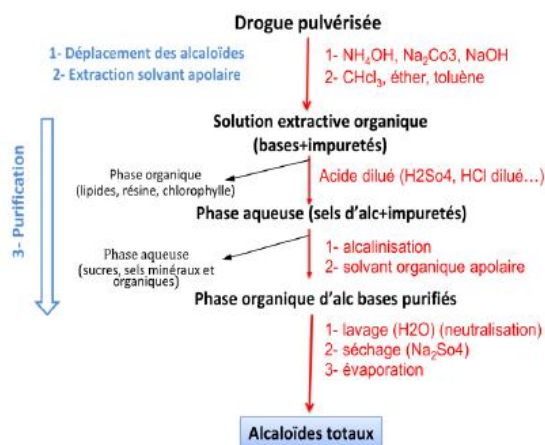 Drogue pulvérisée
1- Déplacement des alcaloïdes
2- Extraction solvant apolaire
1- NH₄OH, Na₂Co3, NaOH
2- CHcl₃, éther, toluène
Solution extractive organique
(bases+impuretés)
Phase organique
(lipides, résine, chlorophylle)
Acide dilué (H2So4, HCl dilué...)
3- Purification
Phase aqueuse (sels d'alc+impuretés)
Phase aqueuse
(sucres, sels minéraux et
organiques)
1- alcalinisation
2- solvant organique apolaire
Phase organique d'alc bases purifiés
1- lavage (H2O) (neutralisation)
2- séchage (Na₂So4)
3- évaporation
Alcaloïdes totaux